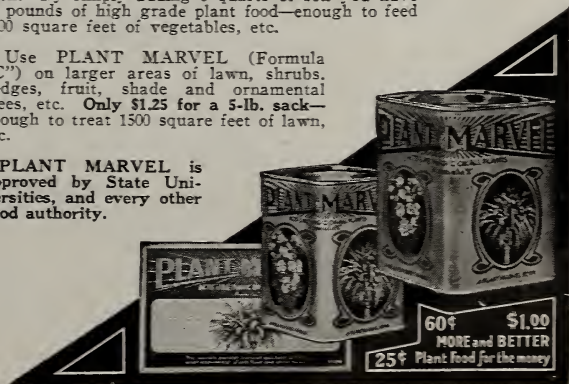 pounds of high grade plant food—enough to feed
00 square feet of vegetables, etc.
Use PLANT MARVEL (Formula
C") on larger areas of lawn, shrubs.
dges, fruit, shade and ornamental
ees, etc. Only $1.25 for a 5-lb. sack—
ough to treat 1500 square feet of lawn,
c.
PLANT MARVEL is
pproved by State Uni-
rsities, and every other
od authority.
PLANT MARVEL
PLANT MARV
PLANT M
60¢ $1.00
MORE and BETTER
25¢ Plant Food for the money